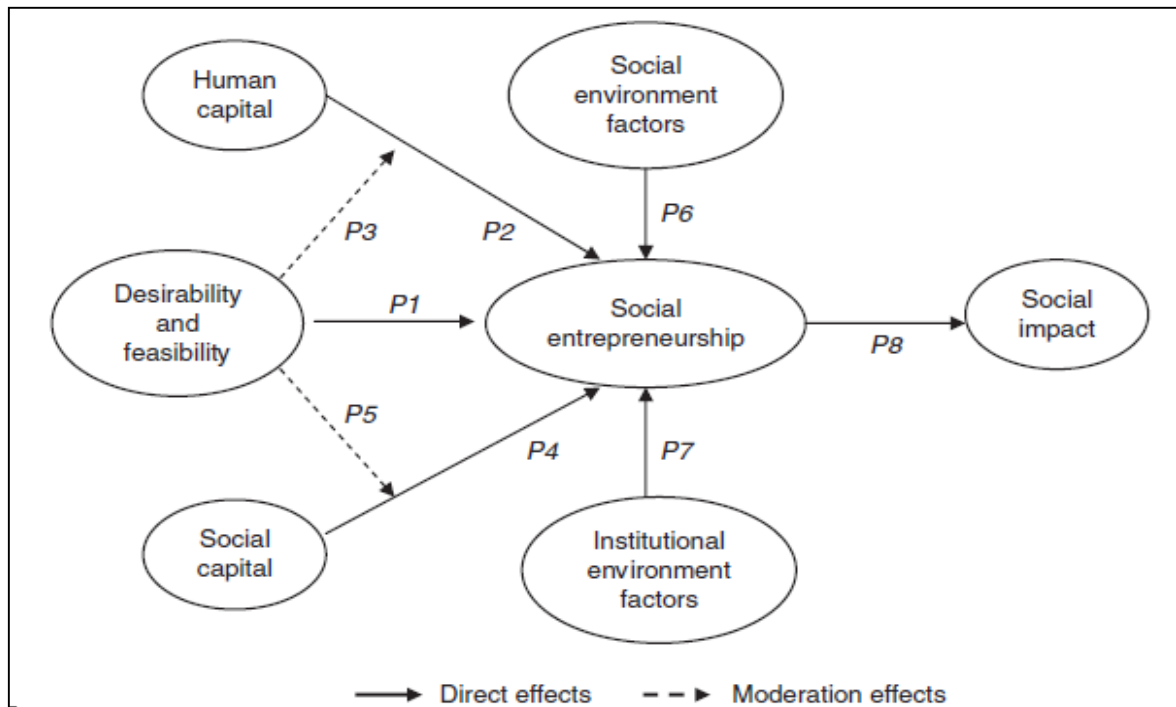 Human
capital
Social
environment
factors
P3
P2
P6
Desirability
and
feasibility
P1
Social
entrepreneurship
P8
Social
impact
P5
P4
P7
Social
capital
Institutional
environment
factors
Direct effects
Moderation effects